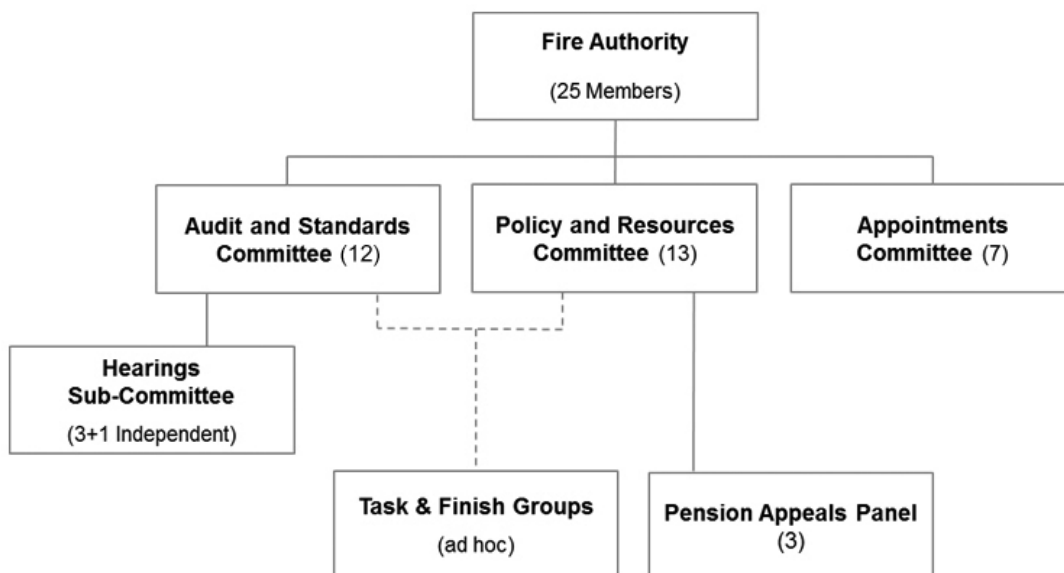 Fire Authority
(25 Members)
Audit and Standards
Committee (12)
Policy and Resources
Committee (13)
Appointments
Committee (7)
Hearings
Sub-Committee
(3+1 Independent)
Task & Finish Groups
(ad hoc)
Pension Appeals Panel
(3)